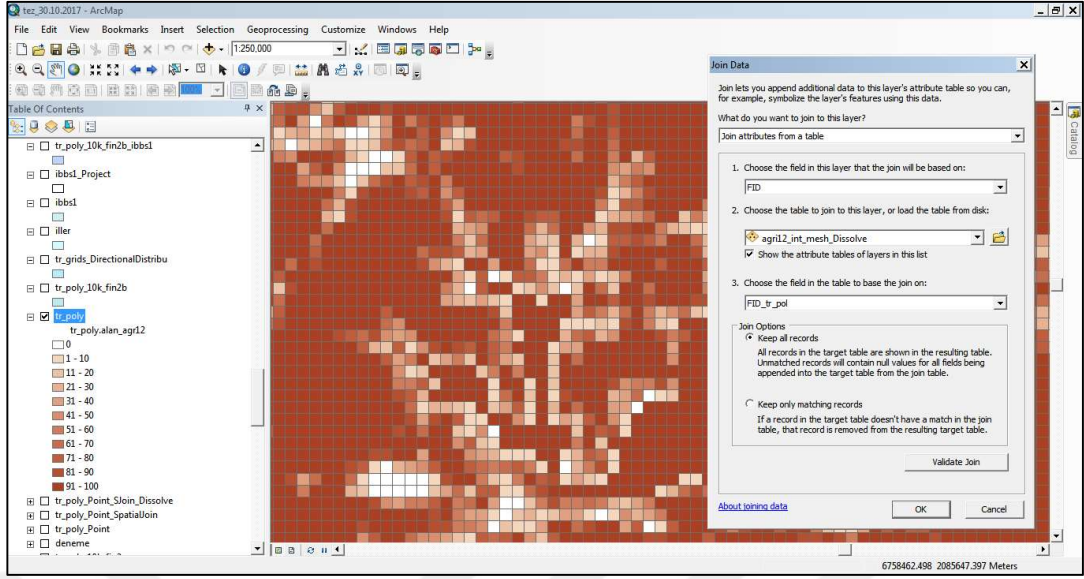 tez_30.10.2017 - ArcMap
File Edit View Bookmarks Insert Selection Geoprocessing Customize Windows Help
1:250,000
100%
Table Of Contents
tr_poly_10k_fin2b_ibbs1
ibbs1_Project
ibbs1
iller
tr_grids_DirectionalDistribu
tr_poly_10k_fin2b
tr_poly
tr_poly.alan_agr12
0
1 - 10
11 - 20
21 - 30
31 - 40
41 - 50
51 - 60
61 - 70
71 - 80
81 - 90
91 - 100
tr_poly_Point_SJoin_Dissolve
tr_poly_Point_SpatialJoin
tr_poly_Point
deneme
Join Data
Join lets you append additional data to this layer's attribute table so you can,
for example, symbolize the layer's features using this data.
What do you want to join to this layer?
Join attributes from a table
1. Choose the field in this layer that the join will be based on:
FID
2. Choose the table to join to this layer, or load the table from disk:
agri12_int_mesh_Dissolve
Show the attribute tables of layers in this list
3. Choose the field in the table to base the join on:
FID_tr_pol
Join Options
Keep all records
All records in the target table are shown in the resulting table.
Unmatched records will contain null values for all fields being
appended into the target table from the join table.
Keep only matching records
If a record in the target table doesn't have a match in the join
table, that record is removed from the resulting target table.
Validate Join
About joining data
OK
Cancel
Catalog
6758462.498 2085647.397 Meters